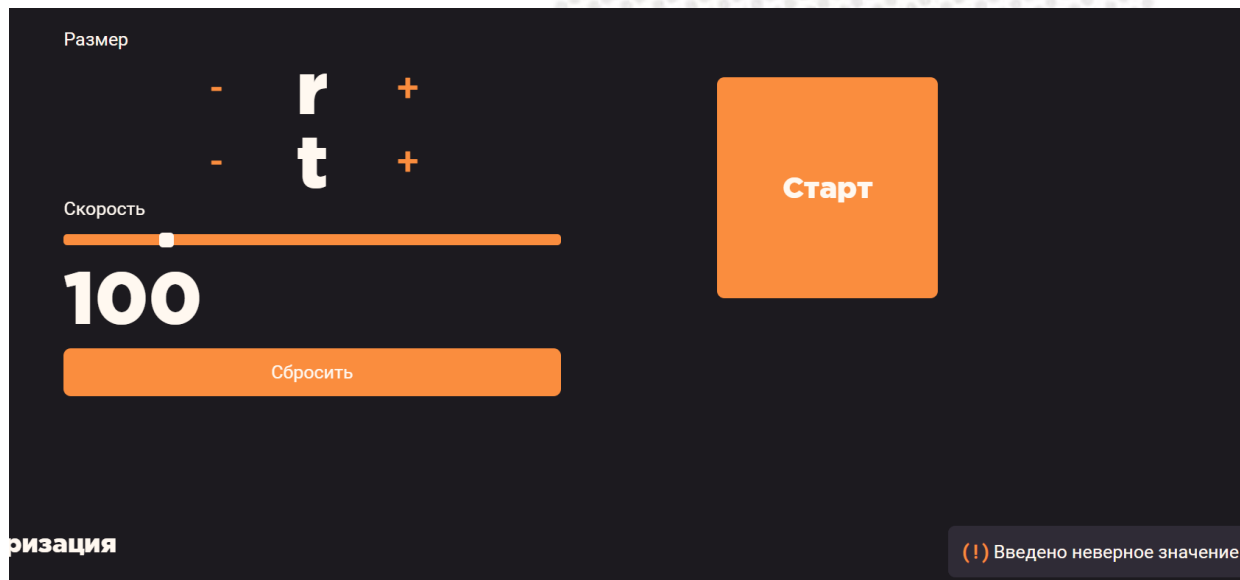 Размер
- r +
- t +
Скорость
100
Сбросить
Старт
ризация
(!) Введено неверное значение